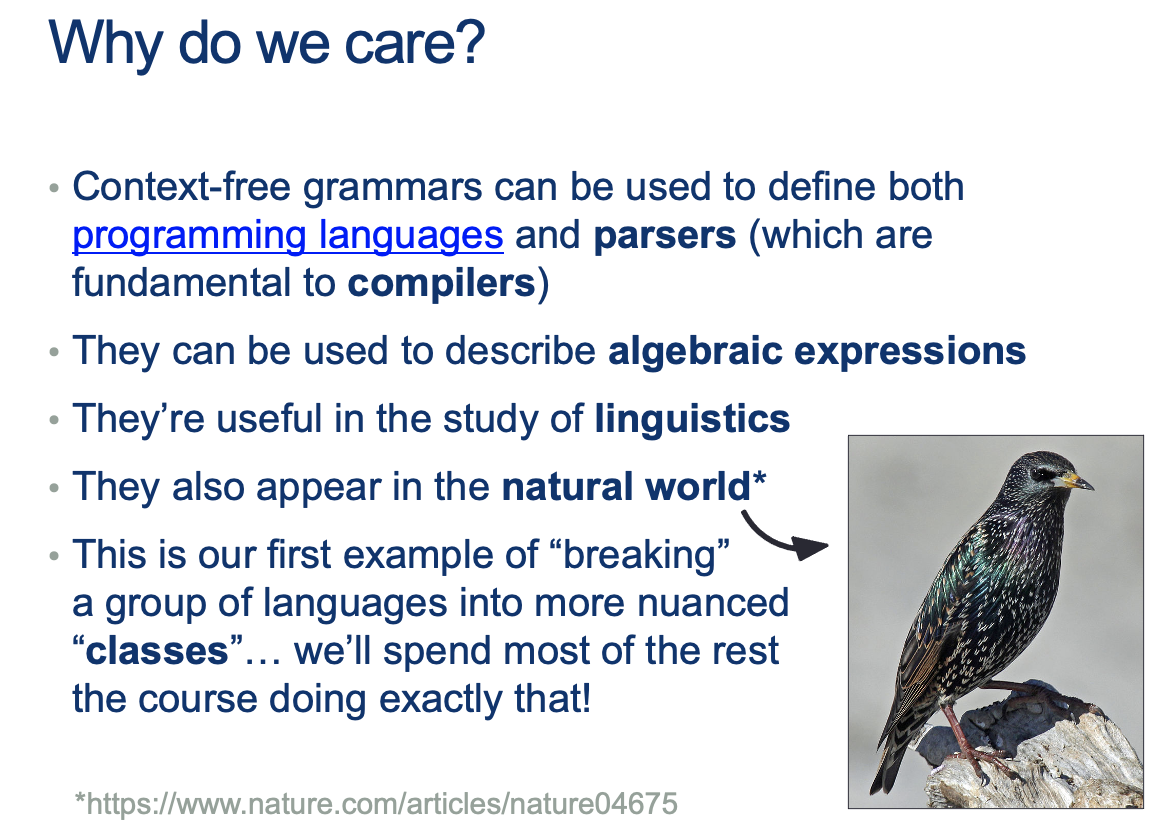 Why do we care?
• Context-free grammars can be used to define both
programming languages and parsers (which are
fundamental to compilers)
• They can be used to describe algebraic expressions
• They’re useful in the study of linguistics
• They also appear in the natural world*
• This is our first example of “breaking”
a group of languages into more nuanced
“classes”… we’ll spend most of the rest
the course doing exactly that!
*https://www.nature.com/articles/nature04675